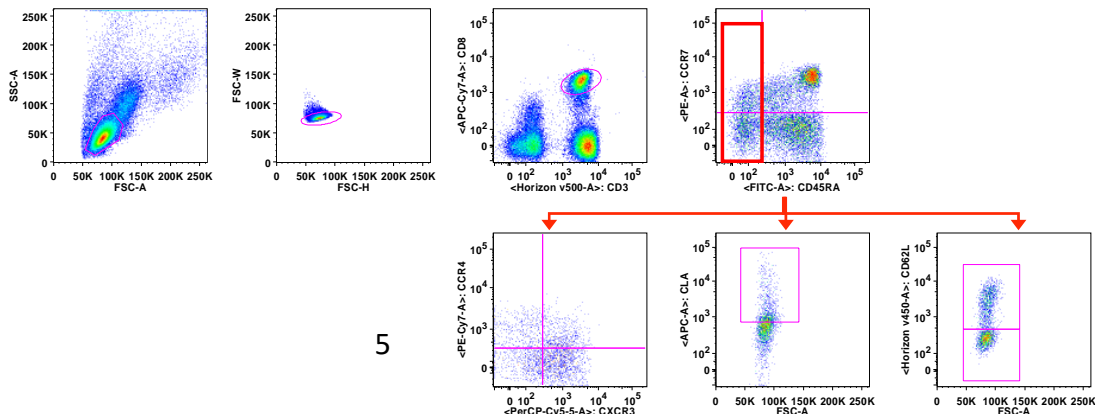 SSC-A
250K
200K
150K
100K
50K
0
0 50K 100K 150K 200K 250K
FSC-A
FSC-W
250K
200K
150K
100K
50K
0
0 50K 100K 150K 200K 250K
FSC-H
<APC-Cy7-A>: CD8
10^5
10^4
10^3
10^2
0
0 10^2 10^3 10^4 10^5
<Horizon v500-A>: CD3
<PE-A>: CCR7
10^5
10^4
10^3
10^2
0
0 10^2 10^3 10^4 10^5
<FITC-A>: CD45RA
5
<PE-Cy7-A>: CCR4
10^5
10^4
10^3
10^2
0
0 10^2 10^3 10^4 10^5
<PerCP-Cy5-5-A>: CXCR3
<APC-A>: CLA
10^5
10^4
10^3
10^2
0
0 50K 100K 150K 200K 250K
FSC-A
<Horizon v450-A>: CD62L
10^5
10^4
10^3
10^2
0
0 50K 100K 150K 200K 250K
FSC-A